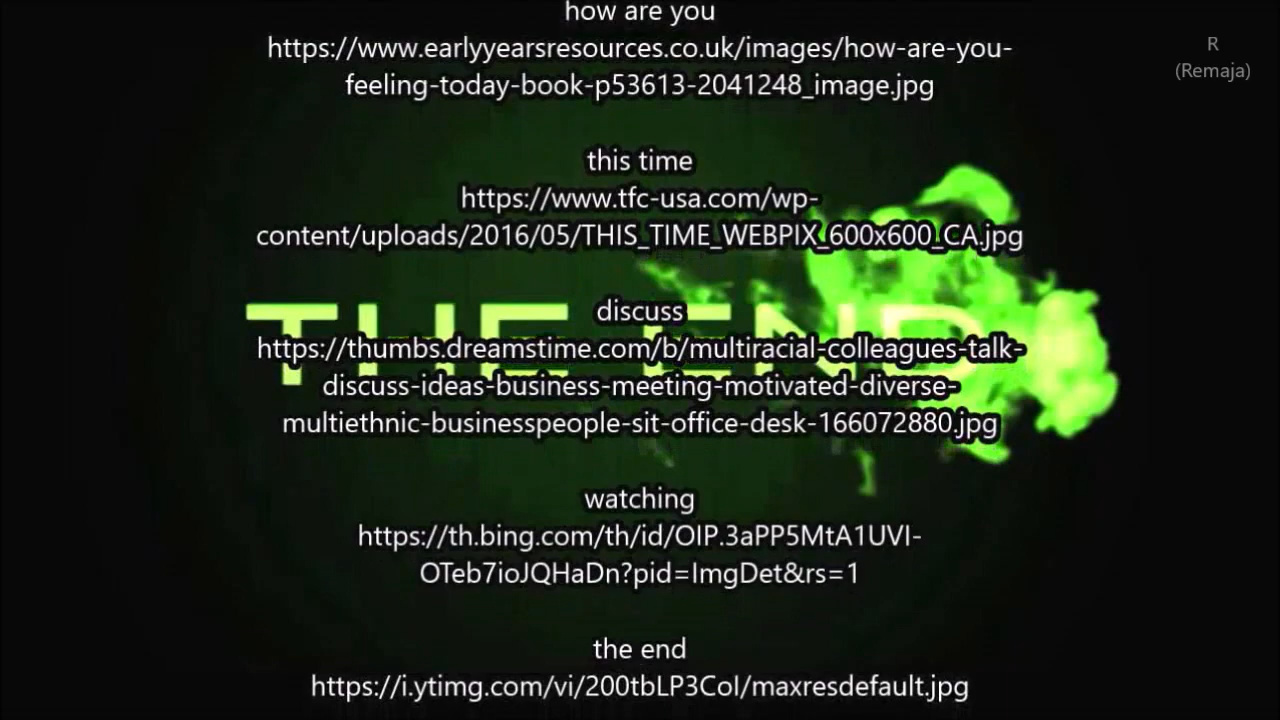 how are you
https://www.earlyyearsresources.co.uk/images/how-are-you-
feeling-today-book-p53613-2041248_image.jpg
R
(Remaja)
this time
https://www.tfc-usa.com/wp-
content/uploads/2016/05/THIS_TIME_WEBPIX_600x600_CA.jpg
THE END
discuss
https://thumbs.dreamstime.com/b/multiracial-colleagues-talk-
discuss-ideas-business-meeting-motivated-diverse-
multiethnic-businesspeople-sit-office-desk-166072880.jpg
watching
https://th.bing.com/th/id/OIP.3aPP5MtA1UVI-
OTeb7ioJQHaDn?pid=ImgDet&rs=1
the end
https://i.ytimg.com/vi/200tbLP3CoI/maxresdefault.jpg